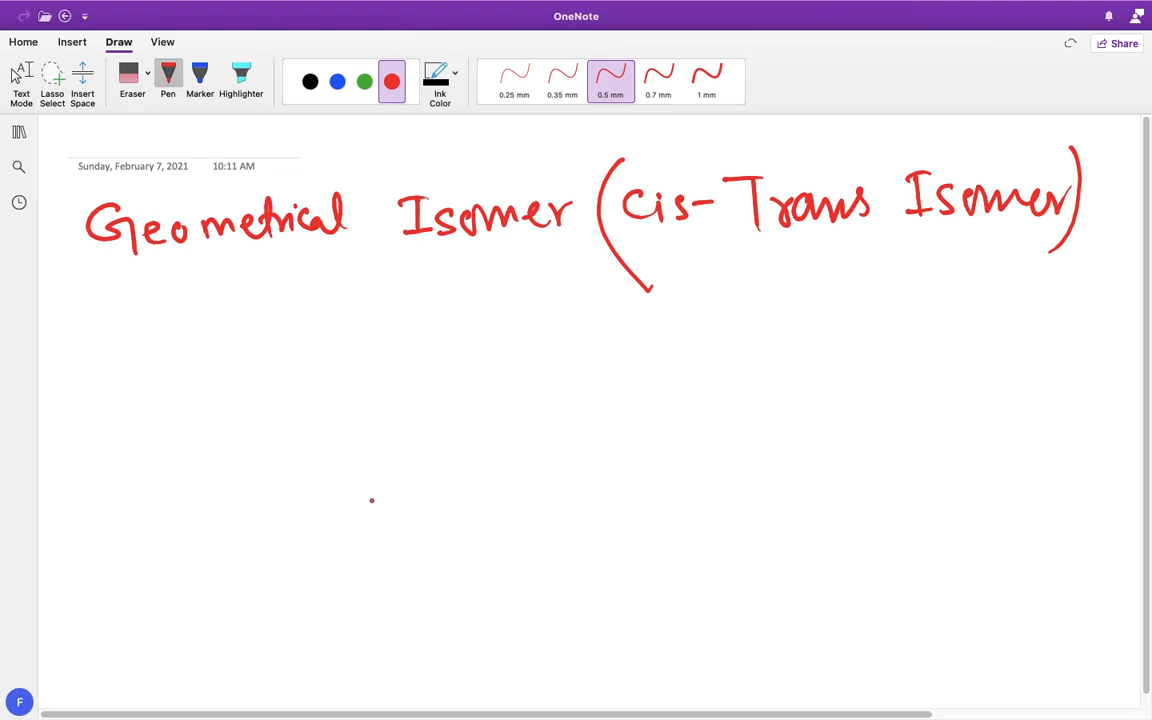 OneNote
Home Insert Draw View Share
Text Mode Lasso Select Insert Space Eraser Pen Marker Highlighter Ink Color 0.25 mm 0.35 mm 0.5 mm 0.7 mm 1 mm
Sunday, February 7, 2021 10:11 AM
Geometrical Isomer (Cis-Trans Isomer)
F